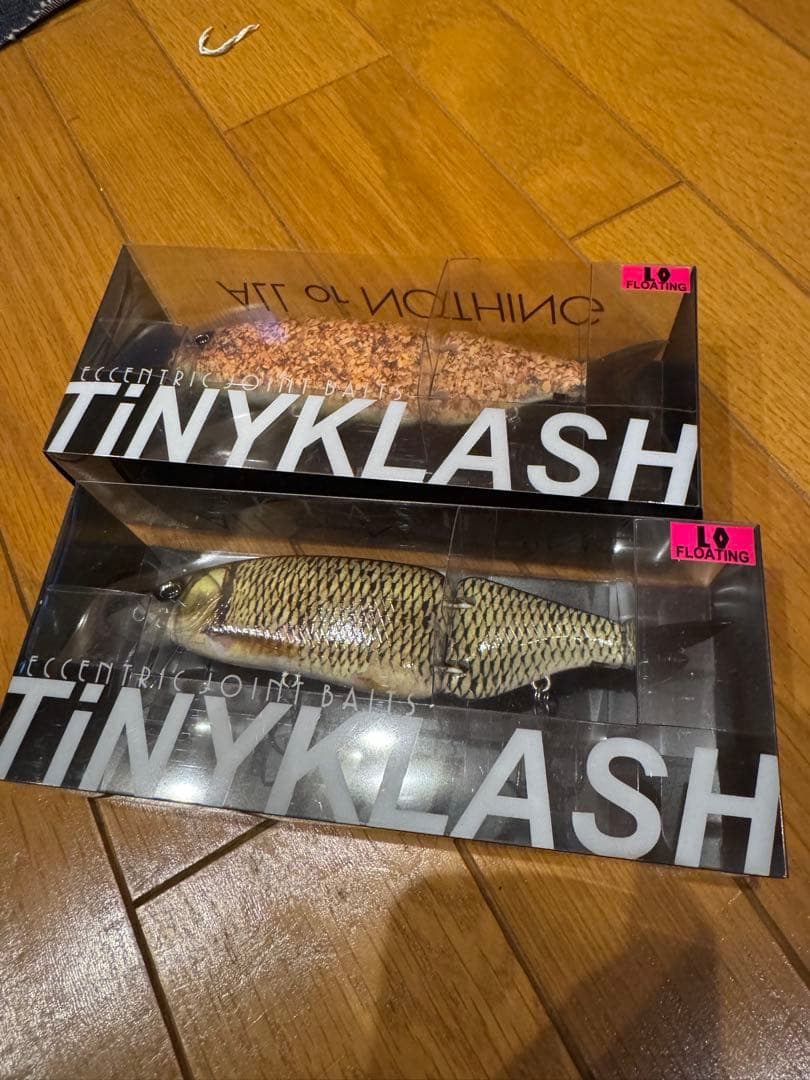 ALL OF NOTHING
LO
FLOATING
ECCENTRIC JOINT BAITS
TiNYKLASH
LO
FLOATING
ECCENTRIC JOINT BAITS
TiNYKLASH